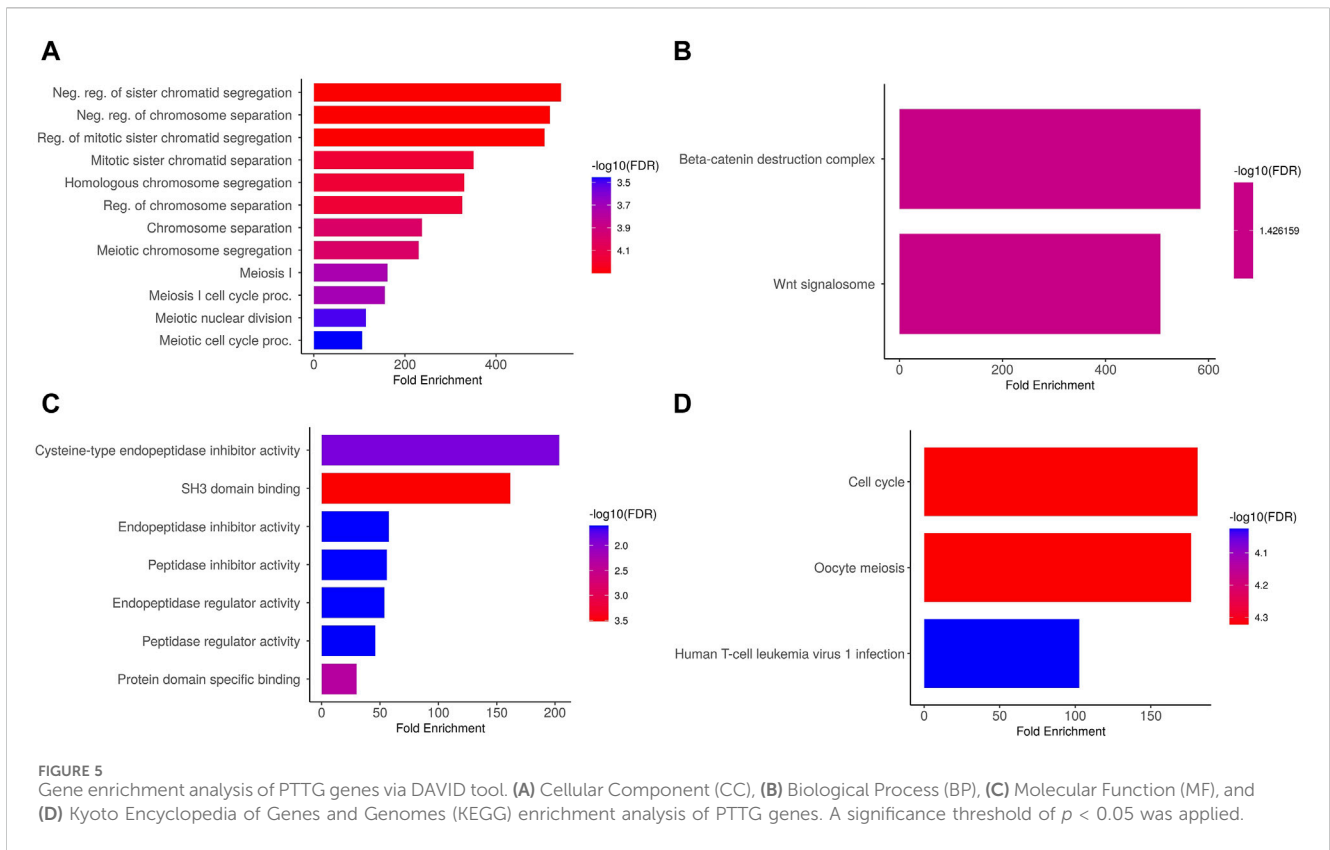 A
Neg. reg. of sister chromatid segregation
Neg. reg. of chromosome separation
Reg. of mitotic sister chromatid segregation
Mitotic sister chromatid separation
Homologous chromosome segregation
Reg. of chromosome separation
Chromosome separation
Meiotic chromosome segregation
Meiosis I
Meiosis I cell cycle proc.
Meiotic nuclear division
Meiotic cell cycle proc.
0 200 400
Fold Enrichment
-log10(FDR)
3.5
3.7
3.9
4.1
B
Beta-catenin destruction complex
Wnt signalosome
0 200 400 600
Fold Enrichment
-log10(FDR)
1.426159
C
Cysteine-type endopeptidase inhibitor activity
SH3 domain binding
Endopeptidase inhibitor activity
Peptidase inhibitor activity
Endopeptidase regulator activity
Peptidase regulator activity
Protein domain specific binding
0 50 100 150 200
Fold Enrichment
-log10(FDR)
2.0
2.5
3.0
3.5
D
Cell cycle
Oocyte meiosis
Human T-cell leukemia virus 1 infection
0 50 100 150
Fold Enrichment
-log10(FDR)
4.1
4.2
4.3
FIGURE 5
Gene enrichment analysis of PTTG genes via DAVID tool. (A) Cellular Component (CC), (B) Biological Process (BP), (C) Molecular Function (MF), and
(D) Kyoto Encyclopedia of Genes and Genomes (KEGG) enrichment analysis of PTTG genes. A significance threshold of p < 0.05 was applied.